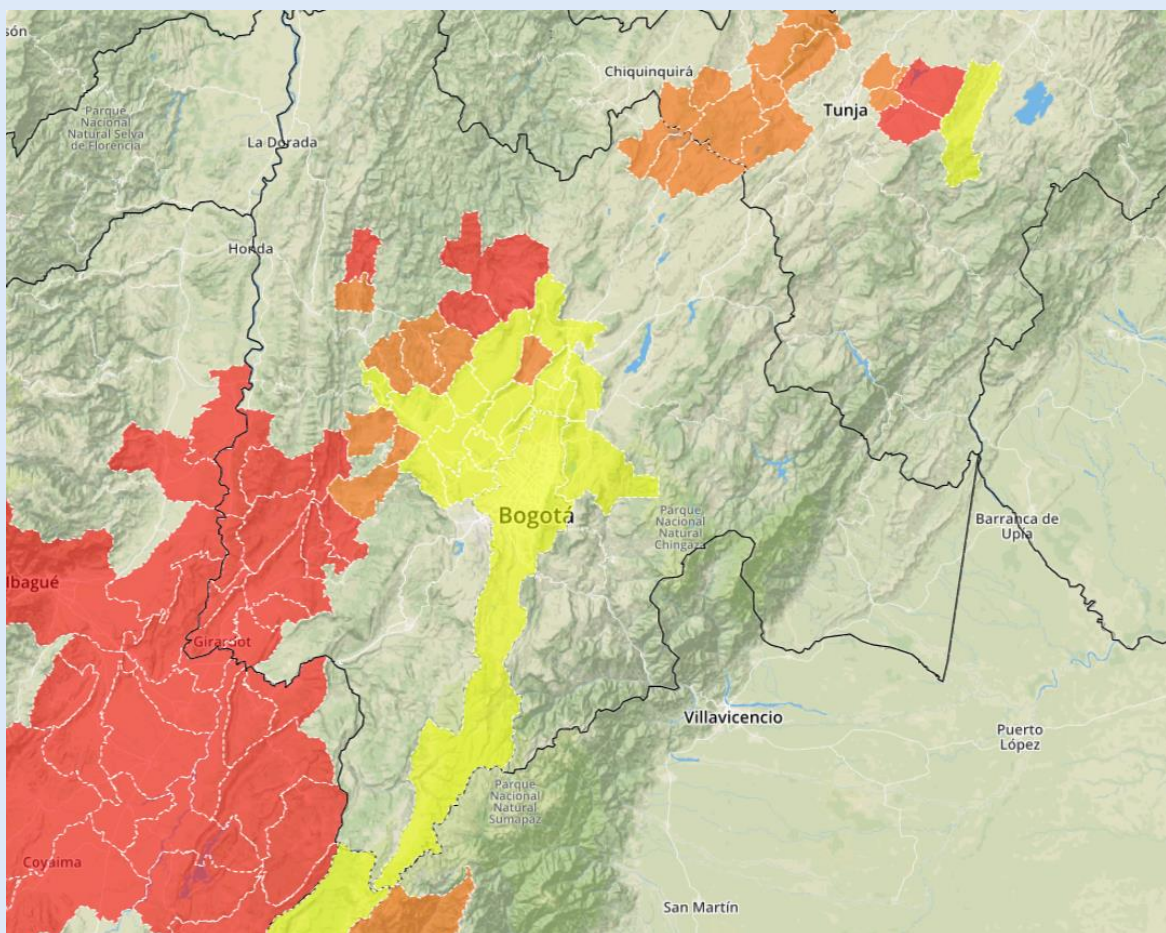 són
Chiquinquirá
Parque
Nacional
Natural Selva
de Florencia
Tunja
La Dorada
Honda
Bogotá
Parque
Nacional
Natural
Chingaza
Barranca de
Upía
Ibagué
Girardot
Villavicencio
Puerto
López
Parque
Nacional
Natural
Sumapaz
Coyaima
San Martín